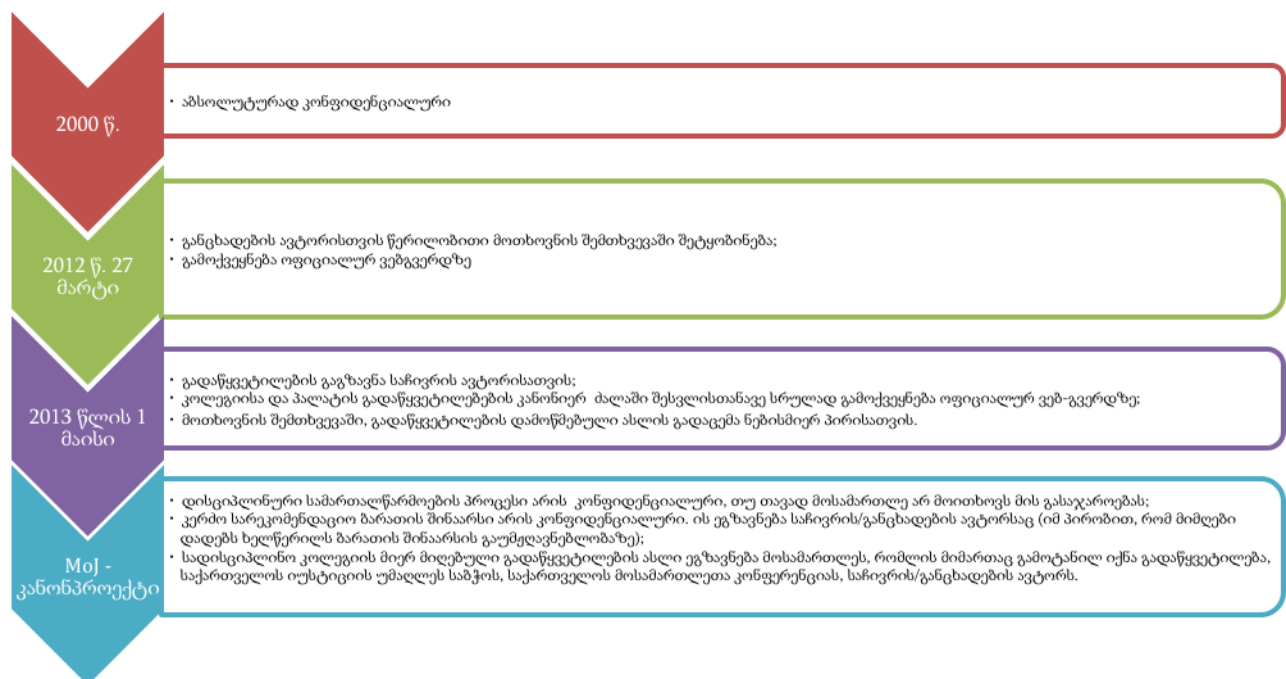 2000 წ.
• აბსოლუტურად კონფიდენციალური
2012 წ. 27
მარტი
• განცხადების ავტორისთვის წერილობითი მოთხოვნის შემთხვევაში შეტყობინება;
• გამოქვეყნება ოფიციალურ ვებგვერდზე
2013 წლის 1
მაისი
• გადაწყვეტილების გაგზავნა საჩივრის ავტორისათვის;
• კოლეგიისა და პალატის გადაწყვეტილებების კანონიერ ძალაში შესვლისთანავე სრულად გამოქვეყნება ოფიციალურ ვებ-გვერდზე;
• მოთხოვნის შემთხვევაში, გადაწყვეტილების დამოწმებული ასლის გადაცემა ნებისმიერ პირისათვის.
MoJ -
კანონპროექტი
• დისციპლინური სამართალწარმოების პროცესი არის კონფიდენციალური, თუ თავად მოსამართლე არ მოითხოვს მის გასაჯაროებას;
• კერძო სარეკომენდაციო ბარათის შინაარსი არის კონფიდენციალური. ის ეგზავნება საჩივრის/განცხადების ავტორსაც (იმ პირობით, რომ მიმღები
დადებს ხელწერილს ბარათის შინაარსის გაუმჟღავნებლობაზე);
• სადისციპლინო კოლეგიის მიერ მიღებული გადაწყვეტილების ასლი ეგზავნება მოსამართლეს, რომლის მიმართაც გამოტანილ იქნა გადაწყვეტილება,
საქართველოს იუსტიციის უმაღლეს საბჭოს, საქართველოს მოსამართლეთა კონფერენციას, საჩივრის/განცხადების ავტორს.